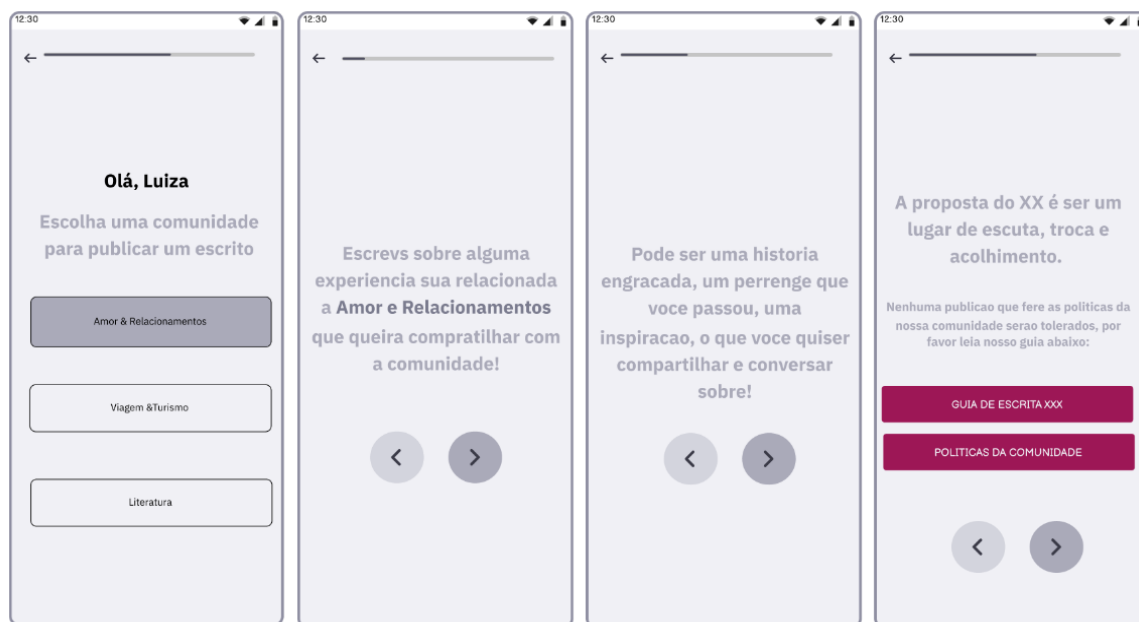 12:30
Olá, Luiza
Escolha uma comunidade
para publicar um escrito
Amor & Relacionamentos
Viagem &Turismo
Literatura
12:30
Escrevs sobre alguma
experiencia sua relacionada
a Amor e Relacionamentos
que queira compratilhar com
a comunidade!
12:30
Pode ser uma historia
engracada, um perrenge que
voce passou, uma
inspiracao, o que voce quiser
compartilhar e conversar
sobre!
12:30
A proposta do XX é ser um
lugar de escuta, troca e
acolhimento.
Nenhuma publicao que fere as politicas da
nossa comunidade serao tolerados, por
favor leia nosso guia abaixo:
GUIA DE ESCRITA XXX
POLITICAS DA COMUNIDADE